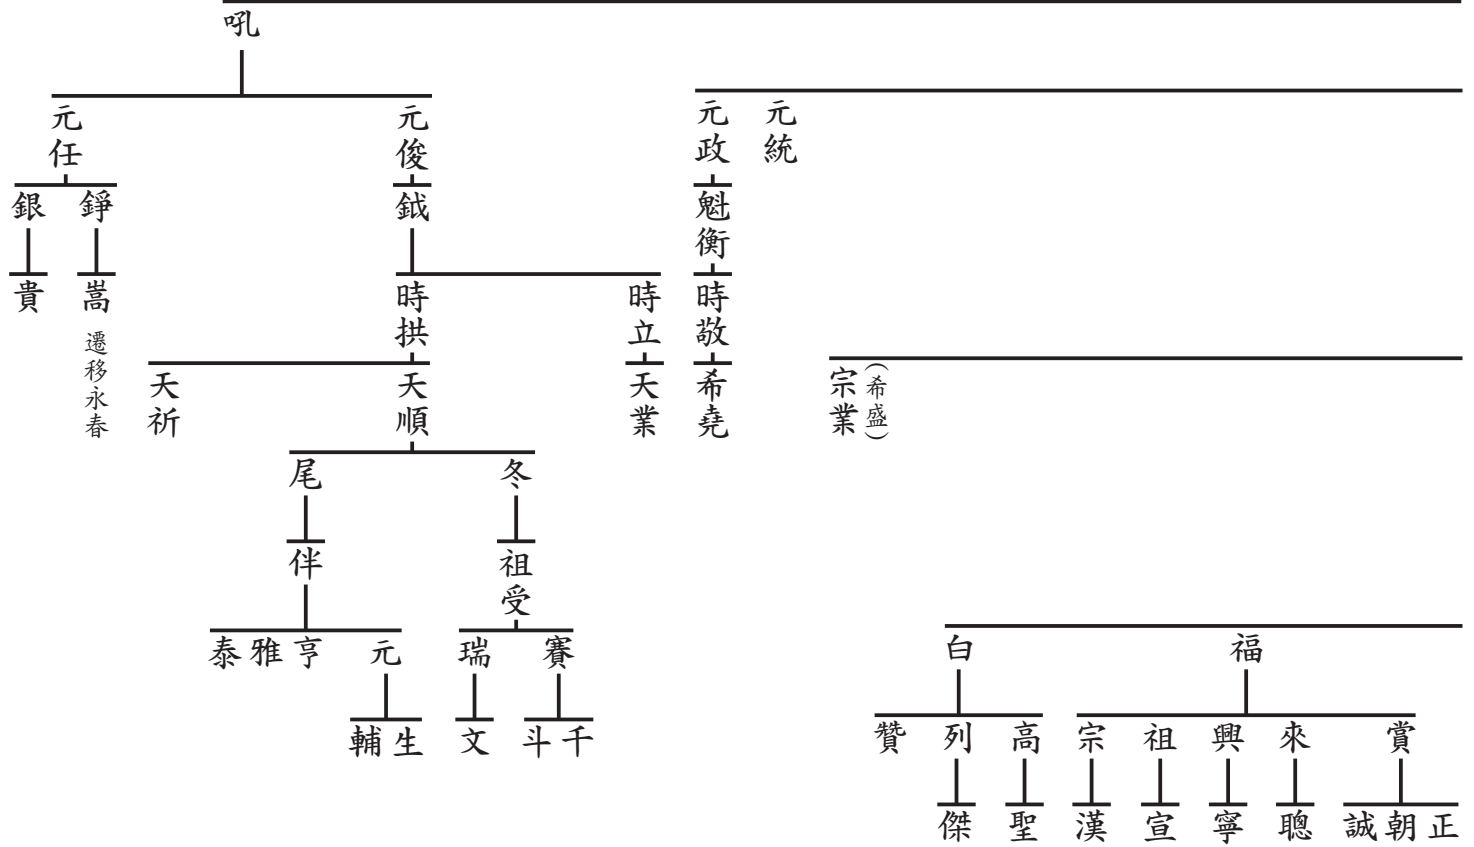 吼
元統
元政
元俊
元任
魁衡
鉞
錚
銀
時敬
時立
時拱
嵩
遷移永春
貴
宗業
(希盛)
希堯
天業
天順
天祈
冬
尾
祖受
伴
福
白
賽
瑞
元
亨
雅
泰
賞
來
興
祖
宗
高
列
贊
千
斗
文
生
輔
正
朝
誠
聰
寧
宣
漢
聖
傑